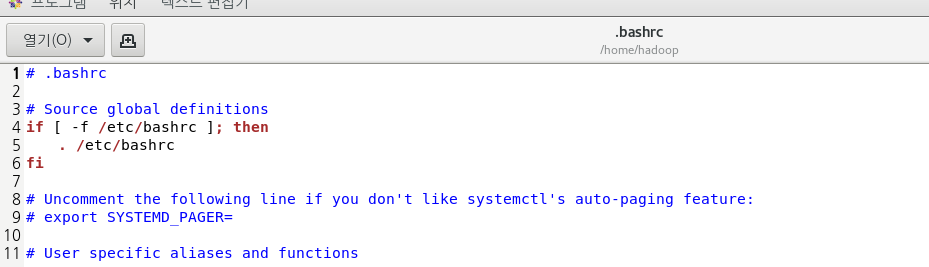 프로그램 위치 텍스트 편집기
열기(O)
.bashrc
/home/hadoop
1 # .bashrc
2
3 # Source global definitions
4 if [ -f /etc/bashrc ]; then
5 . /etc/bashrc
6 fi
7
8 # Uncomment the following line if you don't like systemctl's auto-paging feature:
9 # export SYSTEMD_PAGER=
10
11 # User specific aliases and functions